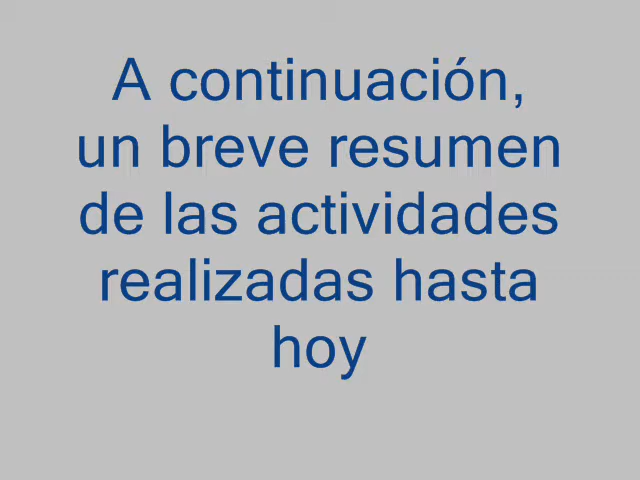 A continuación,
un breve resumen
de las actividades
realizadas hasta
hoy